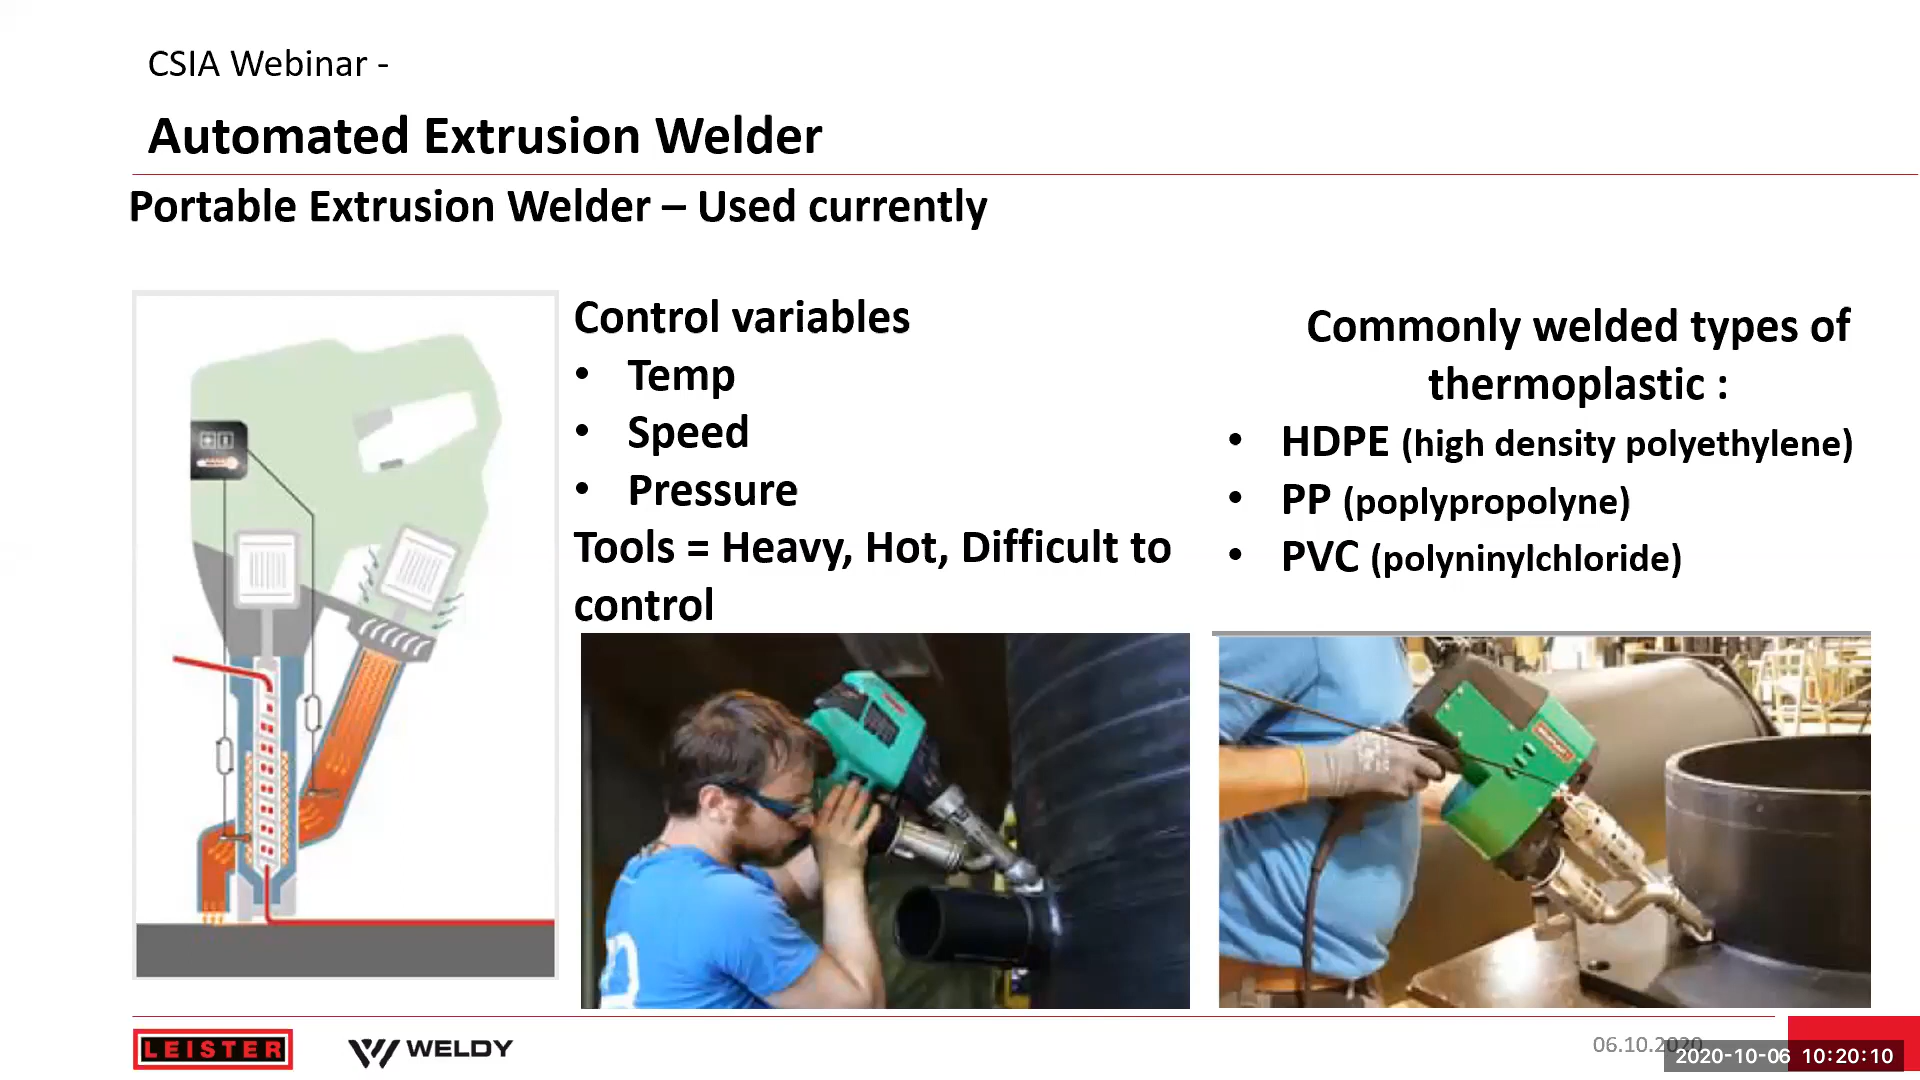 CSIA Webinar -
Automated Extrusion Welder
Portable Extrusion Welder – Used currently
Control variables
• Temp
• Speed
• Pressure
Tools = Heavy, Hot, Difficult to
control
Commonly welded types of
thermoplastic :
• HDPE (high density polyethylene)
• PP (poplypropolyne)
• PVC (polyninylchloride)
LEISTER
WELDY
06.10.2020
2020-10-06 10:20:10